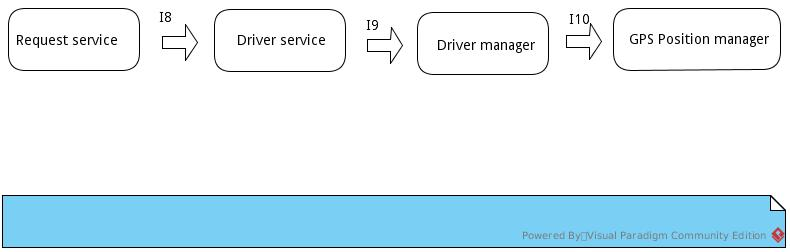 I8
I9
I10
Request service
Driver service
Driver manager
GPS Position manager
Powered By▯Visual Paradigm Community Edition